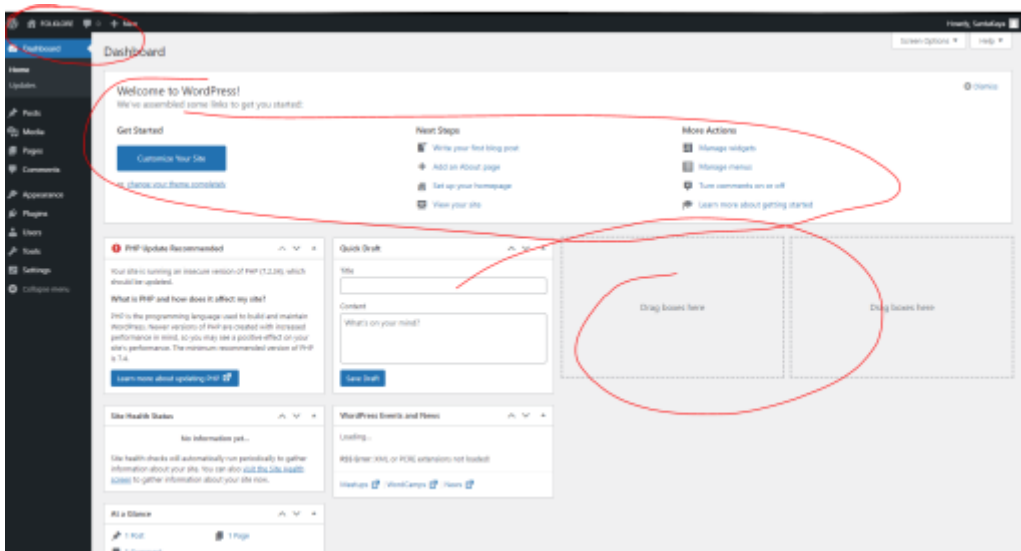 FOLKLORE 0 + New
Howdy, SantaKaya
Dashboard
Home
Updates
Posts
Media
Pages
Comments
Appearance
Plugins
Users
Tools
Settings
Collapse menu
Screen Options Help
Dashboard
Welcome to WordPress!
We've assembled some links to get you started:
Dismiss
Get Started
Customize Your Site
or, change your theme completely
Next Steps
Write your first blog post
Add an About page
Set up your homepage
View your site
More Actions
Manage widgets
Manage menus
Turn comments on or off
Learn more about getting started
PHP Update Recommended
Your site is running an insecure version of PHP (7.2.34), which
should be updated.
What is PHP and how does it affect my site?
PHP is the programming language used to build and maintain
WordPress. Newer versions of PHP are created with increased
performance in mind, so you may see a positive effect on your
site's performance. The minimum recommended version of PHP
is 7.4.
Learn more about updating PHP
Quick Draft
Title
Content
What's on your mind?
Save Draft
Drag boxes here
Drag boxes here
Site Health Status
No information yet...
Site health checks will automatically run periodically to gather
information about your site. You can also visit the Site Health
screen to gather information about your site now.
WordPress Events and News
Loading...
RSS Error: XML or PCRE extensions not loaded!
Meetups WordCamps News
At a Glance
1 Post 1 Page